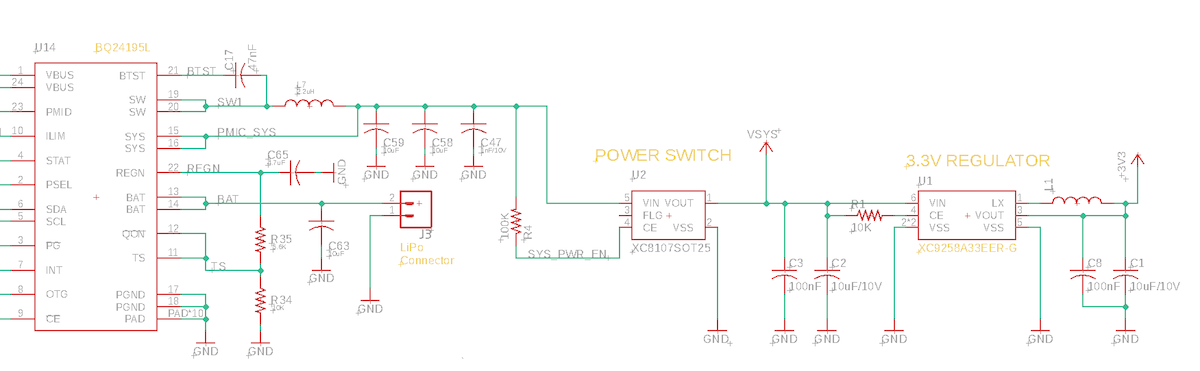 U14
BQ24195L
1
24
VBUS
VBUS
23
PMID
10
ILIM
4
STAT
2
PSEL
6
SDA
5
SCL
3
PG
7
INT
8
OTG
9
CE
BTST
21
BTST
SW
19
SW
20
SW1
SYS
15
SYS
16
PMIC_SYS
REGN
22
REGN
BAT
13
BAT
14
BAT
QON
12
TS
11
TS
PGND
17
PGND
18
PAD
PAD*10
GND
C17
47nF
L7
2.2uH
C65
4.7uF
GND
C59
10uF
GND
C58
10uF
GND
C47
1nF/10V
GND
C63
10uF
GND
R35
R34
10K
GND
2
1
J3
LiPo
Connector
GND
100K
R4
SYS_PWR_EN
POWER SWITCH
U2
5
VIN
VOUT
1
3
FLG
4
CE
VSS
2
XC8107SOT25
GND
VSYS
C3
100nF
GND
C2
10uF/10V
GND
R1
10K
3.3V REGULATOR
U1
6
VIN
LX
1
4
CE
VOUT
3
2*2
VSS
VSS
5
XC9258A33EER-G
GND
GND
L1
+3V3
C8
100nF
C1
10uF/10V
GND